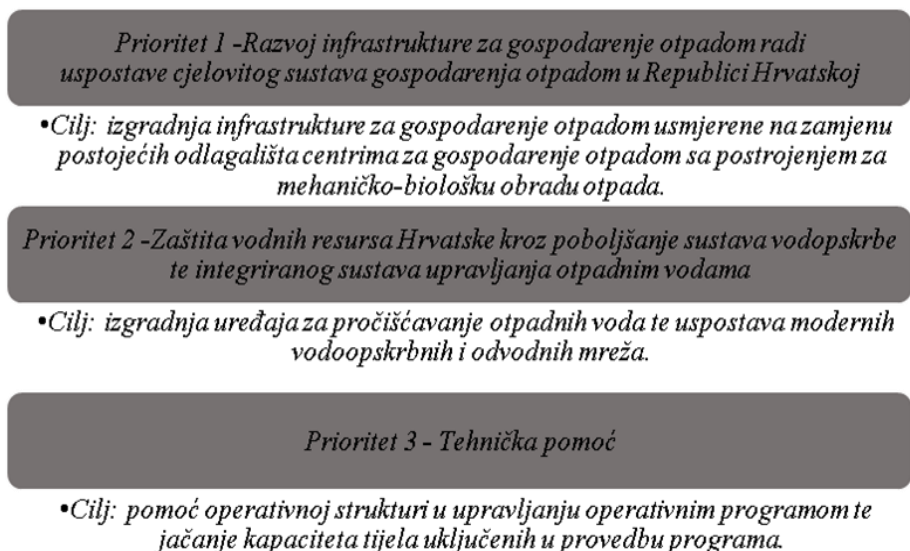 Prioritet 1 -Razvoj infrastrukture za gospodarenje otpadom radi
uspostave cjelovitog sustava gospodarenja otpadom u Republici Hrvatskoj
•Cilj: izgradnja infrastrukture za gospodarenje otpadom usmjerene na zamjenu
postojećih odlagališta centrima za gospodarenje otpadom sa postrojenjem za
mehaničko-biološku obradu otpada.
Prioritet 2 -Zaštita vodnih resursa Hrvatske kroz poboljšanje sustava vodopskrbe
te integriranog sustava upravljanja otpadnim vodama
•Cilj: izgradnja uređaja za pročišćavanje otpadnih voda te uspostava modernih
vodoopskrbnih i odvodnih mreža.
Prioritet 3 - Tehnička pomoć
•Cilj: pomoć operativnoj strukturi u upravljanju operativnim programom te
jačanje kapaciteta tijela uključenih u provedbu programa.